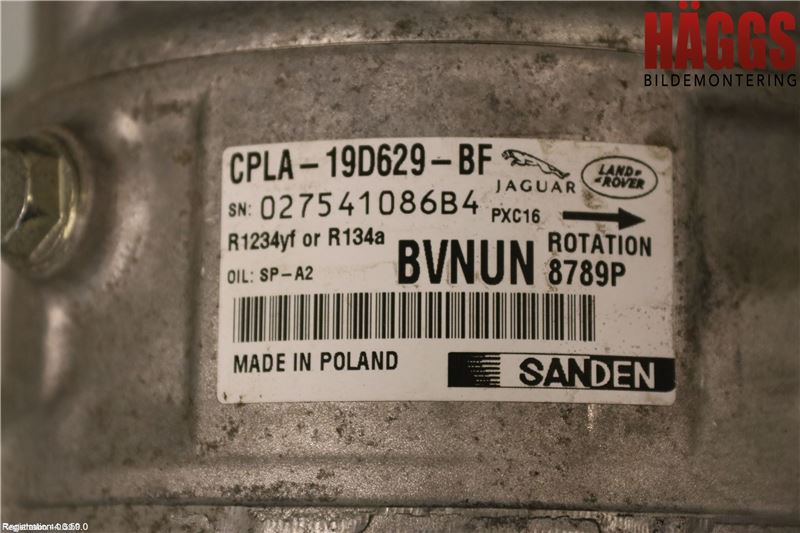 HÄGGS
BILDEMONTERING
CPLA-19D629-BF
JAGUAR
LAND-
ROVER
SN: 027541086B4 PXC16
R1234yf or R134a
ROTATION
OIL: SP-A2 BVNUN 8789P
MADE IN POLAND
SANDEN